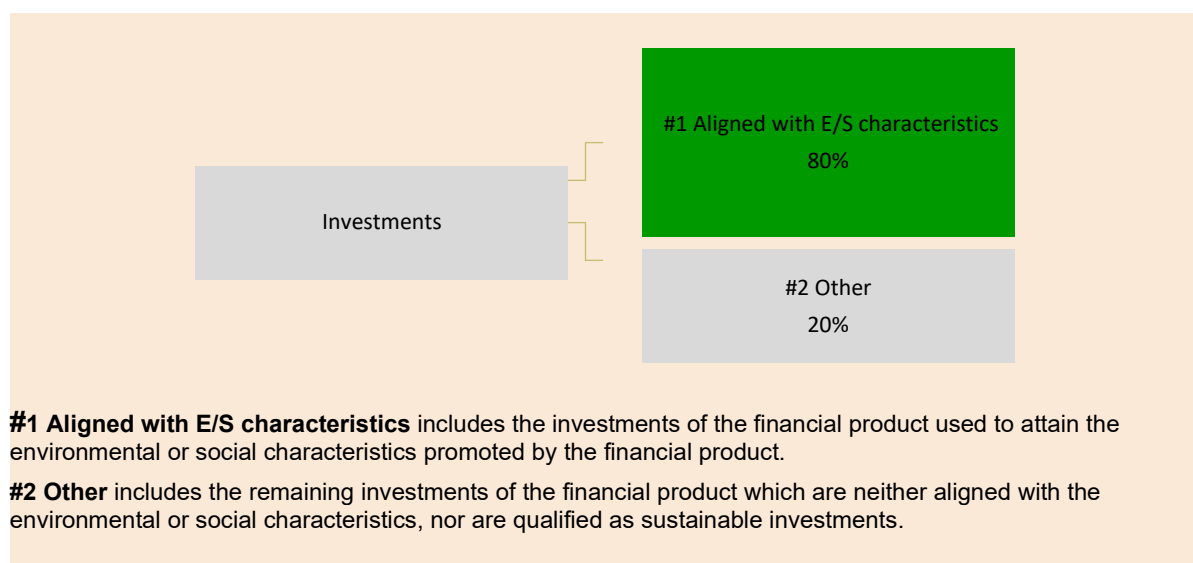 #1 Aligned with E/S characteristics
80%
Investments
#2 Other
20%
#1 Aligned with E/S characteristics includes the investments of the financial product used to attain the
environmental or social characteristics promoted by the financial product.
#2 Other includes the remaining investments of the financial product which are neither aligned with the
environmental or social characteristics, nor are qualified as sustainable investments.